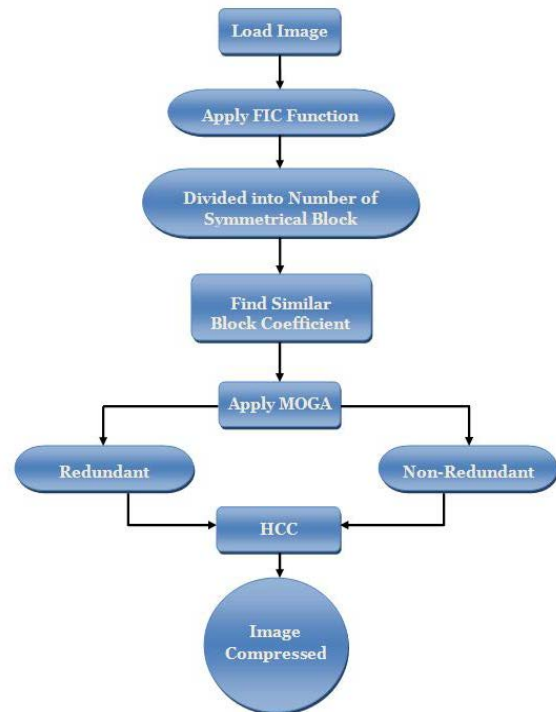 Load Image
Apply FIC Function
Divided into Number of
Symmetrical Block
Find Similar
Block Coefficient
Apply MOGA
Redundant
Non-Redundant
HCC
Image
Compressed